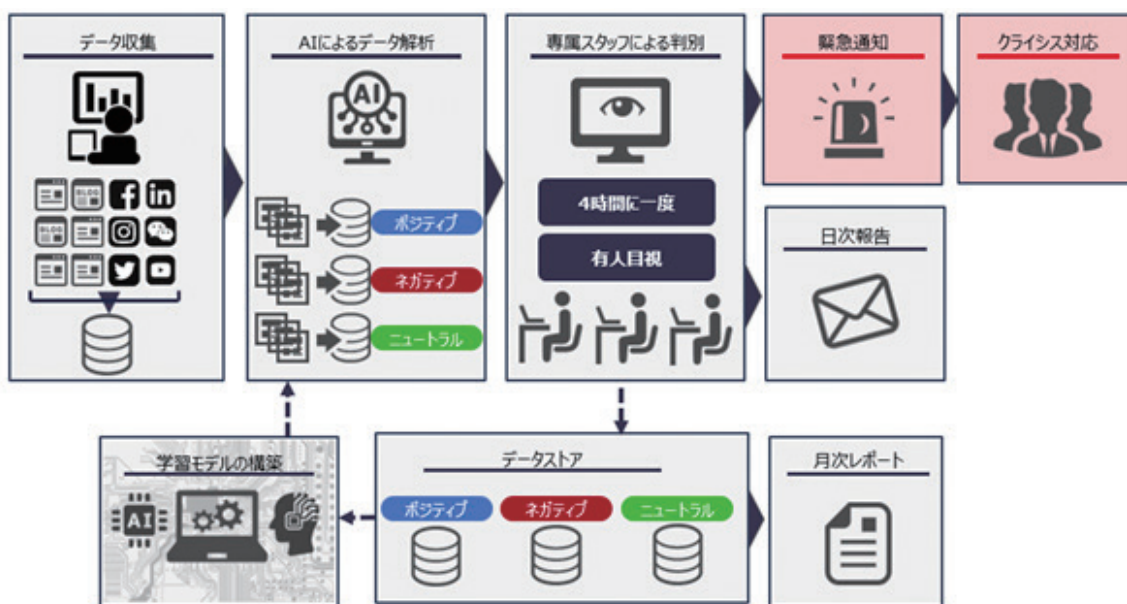 データ収集
BLOG
BLOG
AIによるデータ解析
AI
ポジティブ
ネガティブ
ニュートラル
専属スタッフによる判別
4時間に一度
有人目視
緊急通知
クライシス対応
日次報告
学習モデルの構築
AI
データストア
ポジティブ
ネガティブ
ニュートラル
月次レポート